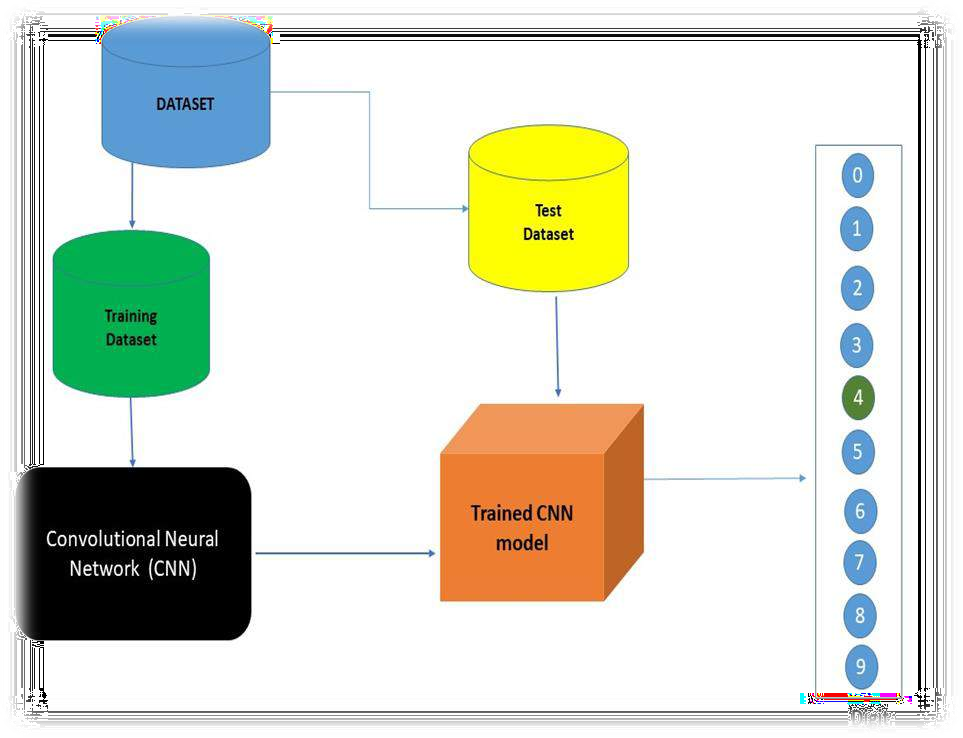 DATASET
Test
Dataset
Training
Dataset
Convolutional Neural
Network (CNN)
Trained CNN
model
0
1
2
3
4
5
6
7
8
9